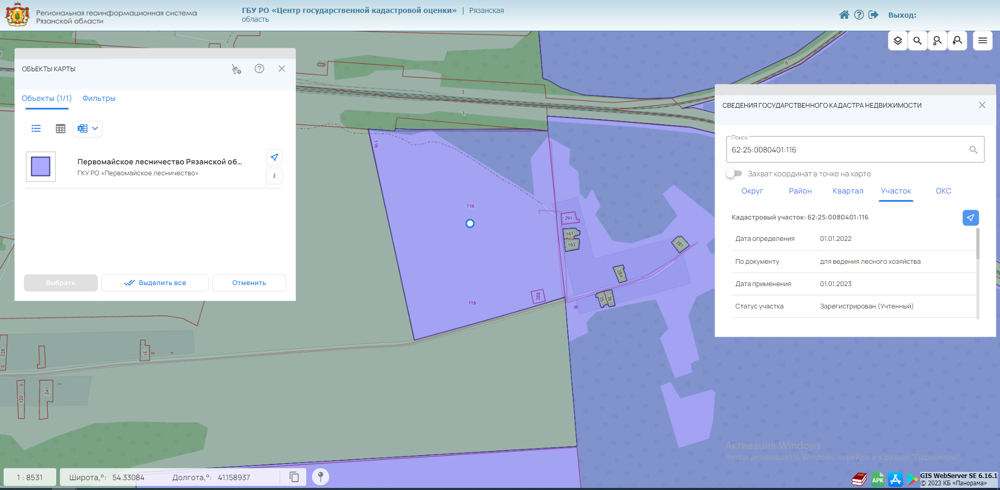 Региональная геоинформационная система
Рязанской области
ГБУ РО «Центр государственной кадастровой оценки» | Рязанская
область
Выход:
ОБЪЕКТЫ КАРТЫ
Объекты (1/1)
Фильтры
Первомайское лесничество Рязанской об...
ГКУ РО «Первомайское лесничество»
i
Выбрать
Выделить все
Отменить
СВЕДЕНИЯ ГОСУДАРСТВЕННОГО КАДАСТРА НЕДВИЖИМОСТИ
Поиск
62:25:0080401:116
Захват координат в точке на карте
Округ
Район
Квартал
Участок
ОКС
Кадастровый участок: 62:25:0080401:116
Дата определения
01.01.2022
По документу
для ведения лесного хозяйства
Дата применения
01.01.2023
Статус участка
Зарегистрирован (Учтенный)
a
6
3
3
1
116
116
116
291
161
162
281
284
288
35
36
228
31
120
241
Активация Windows
Чтобы активировать Windows, перейдите в раздел "Параметры".
1 : 8531
Широта,°: 54.33084
Долгота,°: 41.158937
APK
GIS WebServer SE 6.16.1
© 2023 КБ «Панорама»